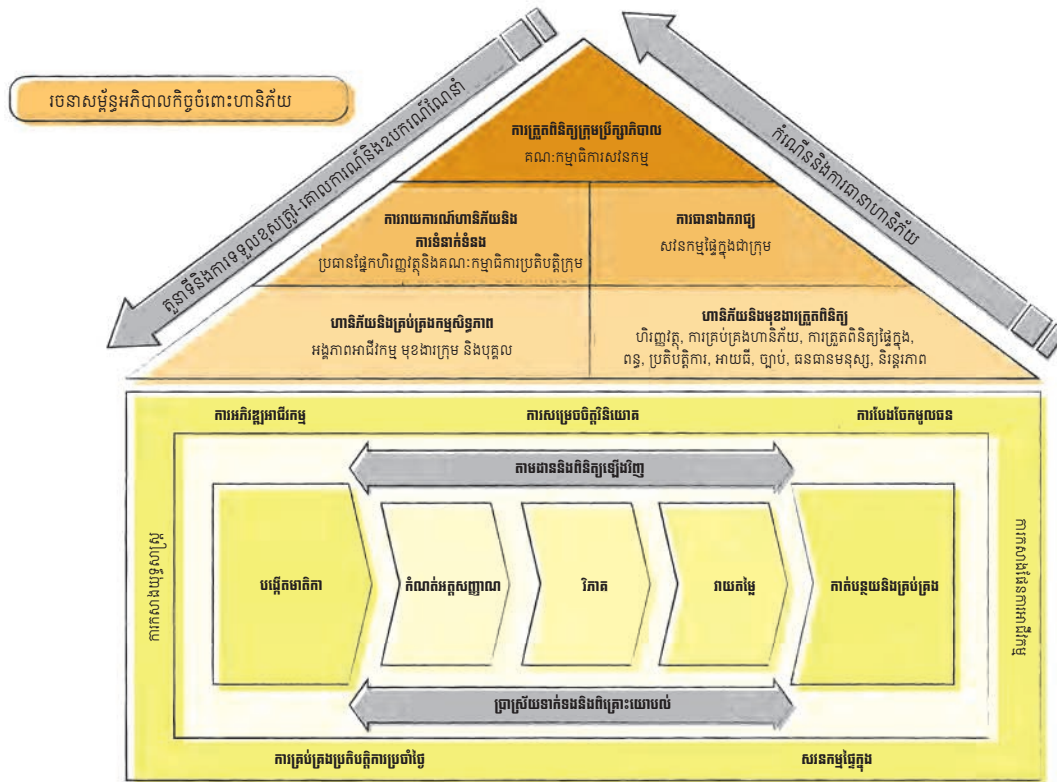 រចនាសម្ព័ន្ធអភិបាលកិច្ចចំពោះហានិភ័យ
តួនាទីនិងការទទួលខុសត្រូវ-គោលការណ៍និងឧបករណ៍ណែនាំ
កំណើននិងការធានាហានិភ័យ
ការត្រួតពិនិត្យក្រុមប្រឹក្សាភិបាល
គណៈកម្មាធិការសវនកម្ម
ការរាយការណ៍ហានិភ័យនិង
ការទំនាក់ទំនង
ប្រធានផ្នែកហិរញ្ញវត្ថុនិងគណៈកម្មាធិការប្រតិបត្តិក្រុម
ការធានាឯករាជ្យ
សវនកម្មផ្ទៃក្នុងជាក្រុម
ហានិភ័យនិងគ្រប់គ្រងកម្មសិទ្ធភាព
អង្គភាពអាជីវកម្ម មុខងារក្រុម និងបុគ្គល
ហានិភ័យនិងមុខងារត្រួតពិនិត្យ
ហិរញ្ញវត្ថុ, ការគ្រប់គ្រងហានិភ័យ, ការត្រួតពិនិត្យផ្ទៃក្នុង,
ពន្ធ, ប្រតិបត្តិការ, អាយធី, ច្បាប់, ធនធានមនុស្ស, និរន្តរភាព
ការអភិវឌ្ឍអាជីវកម្ម
ការសម្រេចចិត្តវិនិយោគ
ការបែងចែកមូលធន
តាមដាននិងពិនិត្យឡើងវិញ
ការកសាងយុទ្ធសាស្ត្រ
បង្កើតមាតិកា
កំណត់អត្តសញ្ញាណ
វិភាគ
វាយតម្លៃ
កាត់បន្ថយនិងគ្រប់គ្រង
ការកសាងផែនការអាជីវកម្ម
ប្រាស្រ័យទាក់ទងនិងពិគ្រោះយោបល់
ការគ្រប់គ្រងប្រតិបត្តិការប្រចាំថ្ងៃ
សវនកម្មផ្ទៃក្នុង